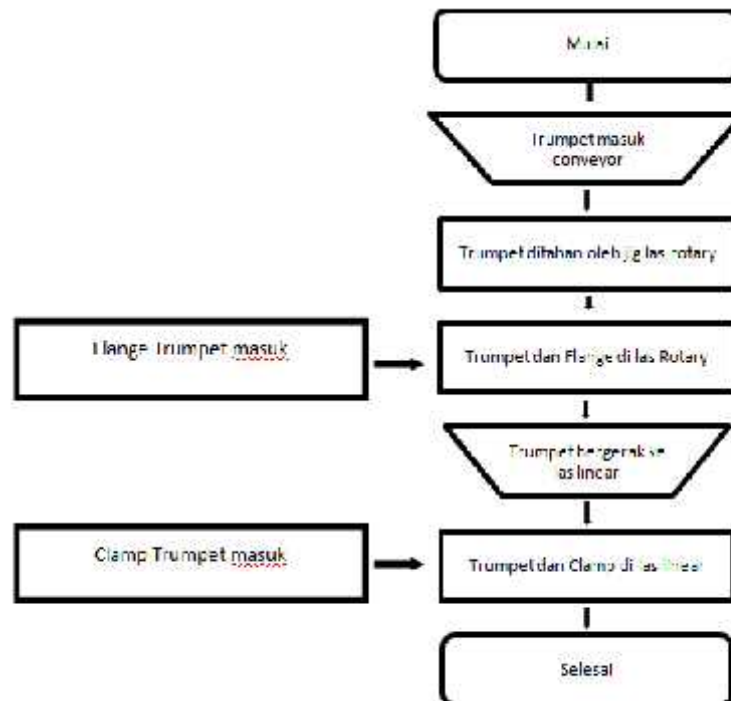 Mulai
Trumpet masuk
conveyor
Trumpet ditahan oleh jig las rotary
Flange Trumpet masuk
Trumpet dan Flange di las Rotary
Trumpet bergerak ke
las linear
Clamp Trumpet masuk
Trumpet dan Clamp di las linear
Selesai